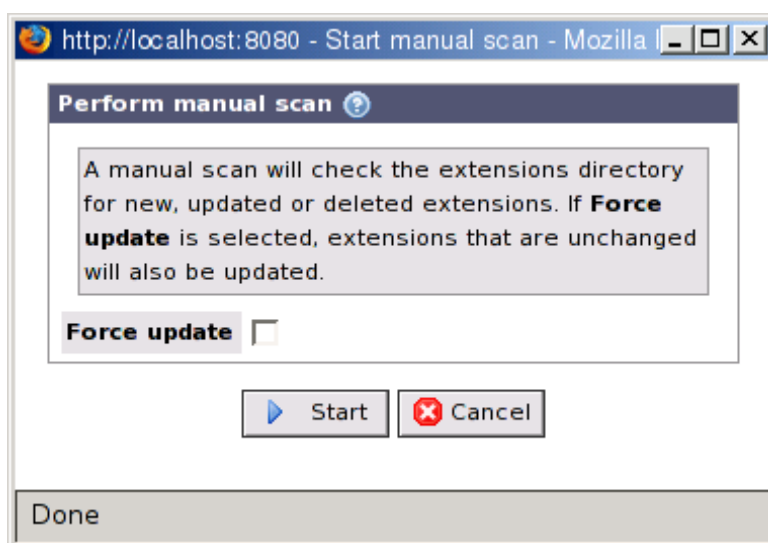 http://localhost:8080 - Start manual scan - Mozilla
Perform manual scan
A manual scan will check the extensions directory
for new, updated or deleted extensions. If Force
update is selected, extensions that are unchanged
will also be updated.
Force update
Start Cancel
Done